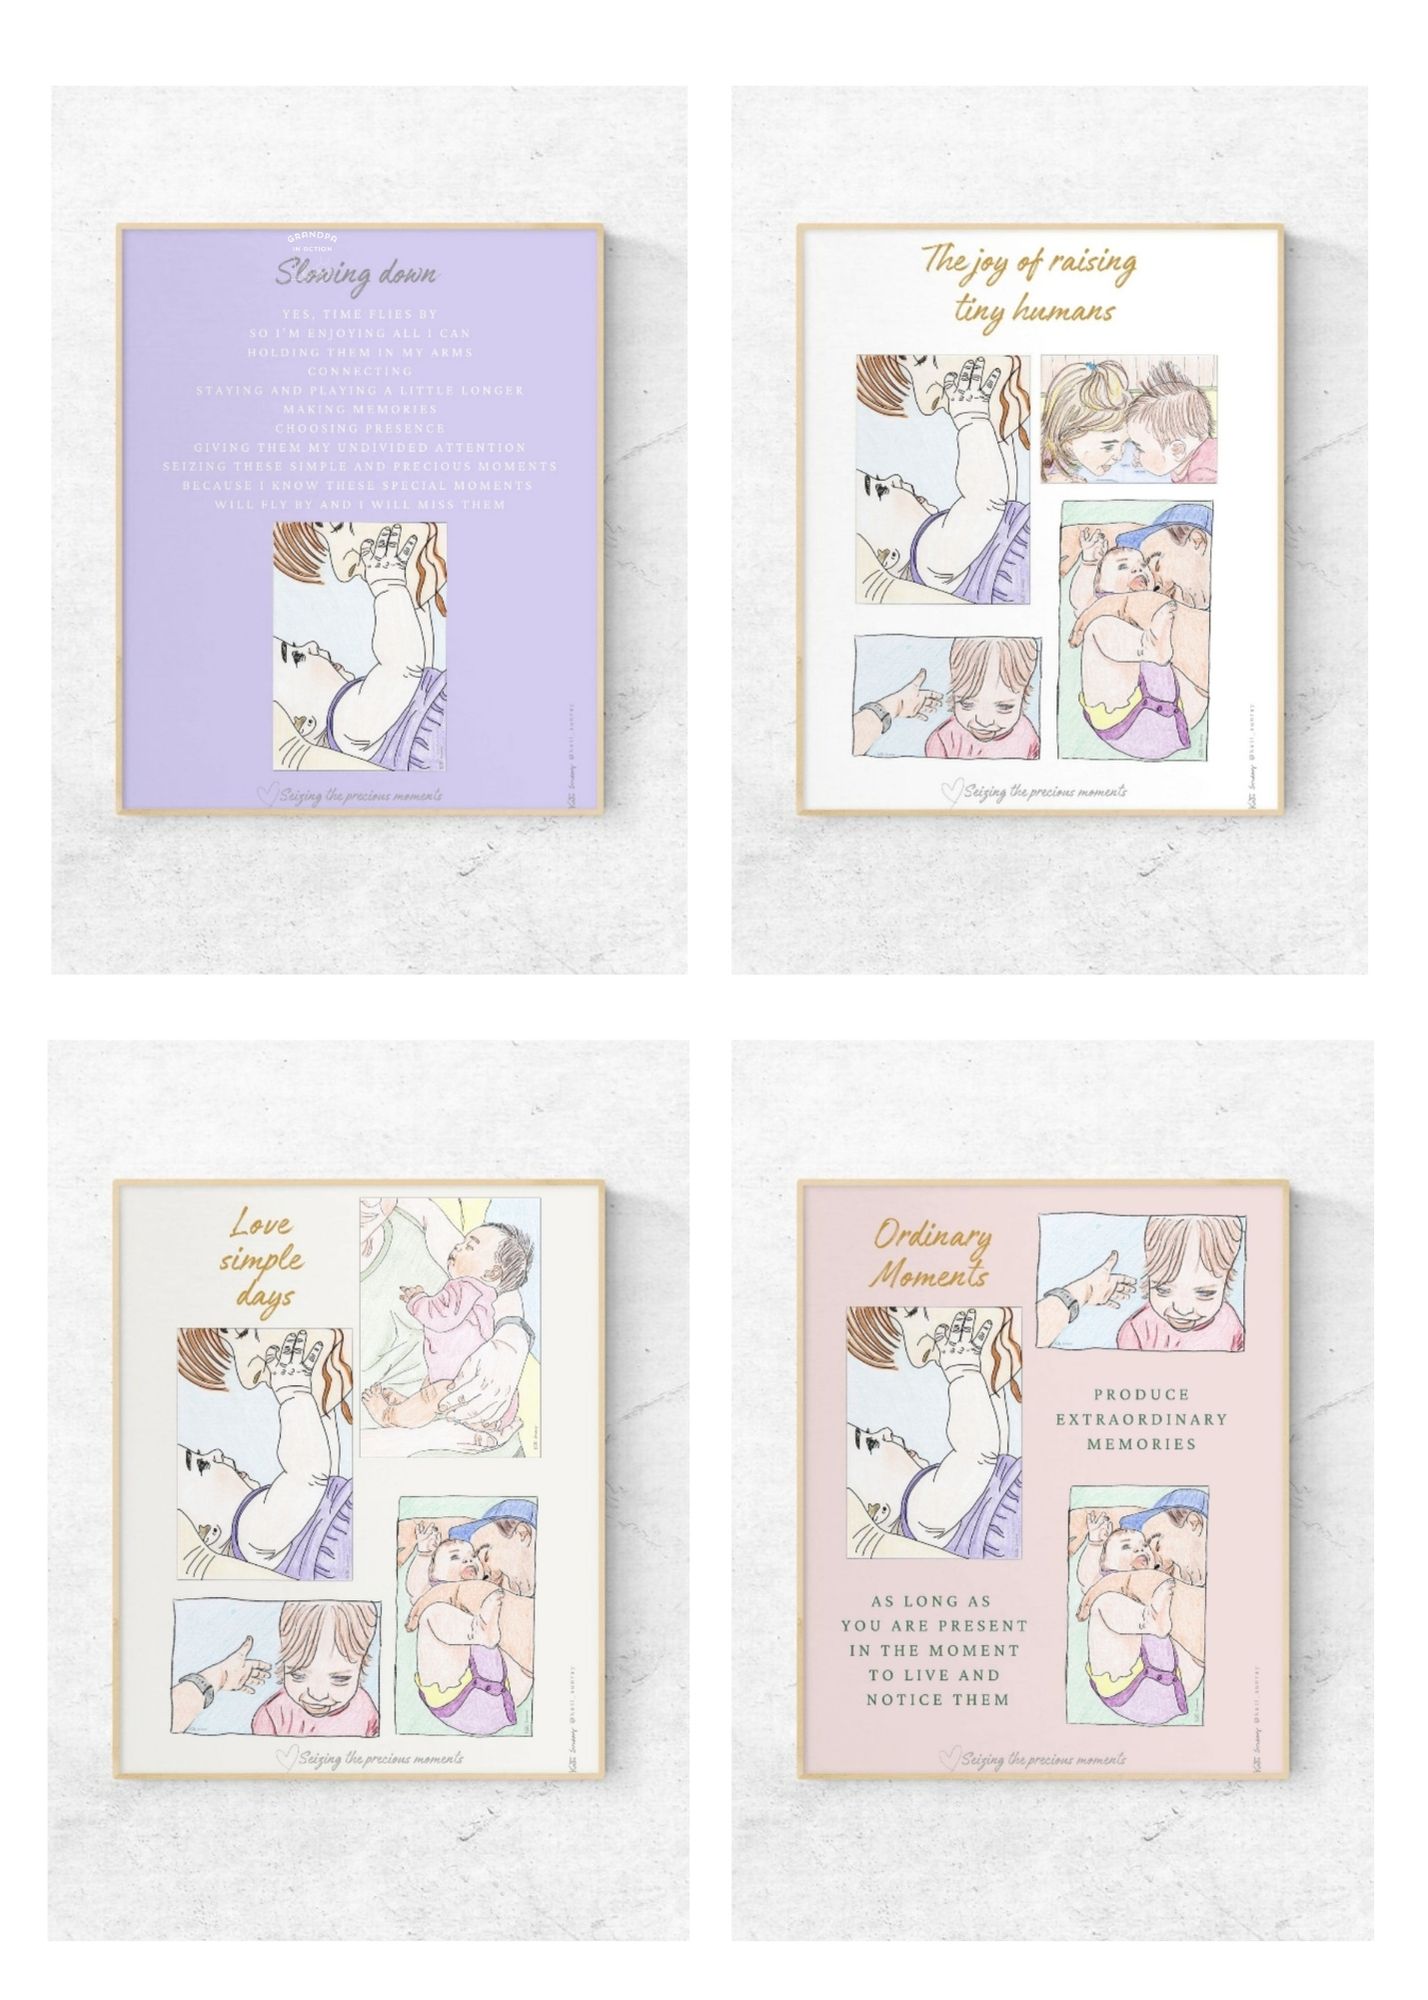 GRANDPA
IN ACTION
Slowing down
YES, TIME FLIES BY
SO I'M ENJOYING ALL I CAN
HOLDING THEM IN MY ARMS
CONNECTING
STAYING AND PLAYING A LITTLE LONGER
MAKING MEMORIES
CHOOSING PRESENCE
GIVING THEM MY UNDIVIDED ATTENTION
SEIZING THESE SIMPLE AND PRECIOUS MOMENTS
BECAUSE I KNOW THESE SPECIAL MOMENTS
WILL FLY BY AND I WILL MISS THEM
Seizing the precious moments
The joy of raising
tiny humans
Seizing the precious moments
Love
simple
days
Seizing the precious moments
Ordinary
Moments
PRODUCE
EXTRAORDINARY
MEMORIES
AS LONG AS
YOU ARE PRESENT
IN THE MOMENT
TO LIVE AND
NOTICE THEM
Seizing the precious moments